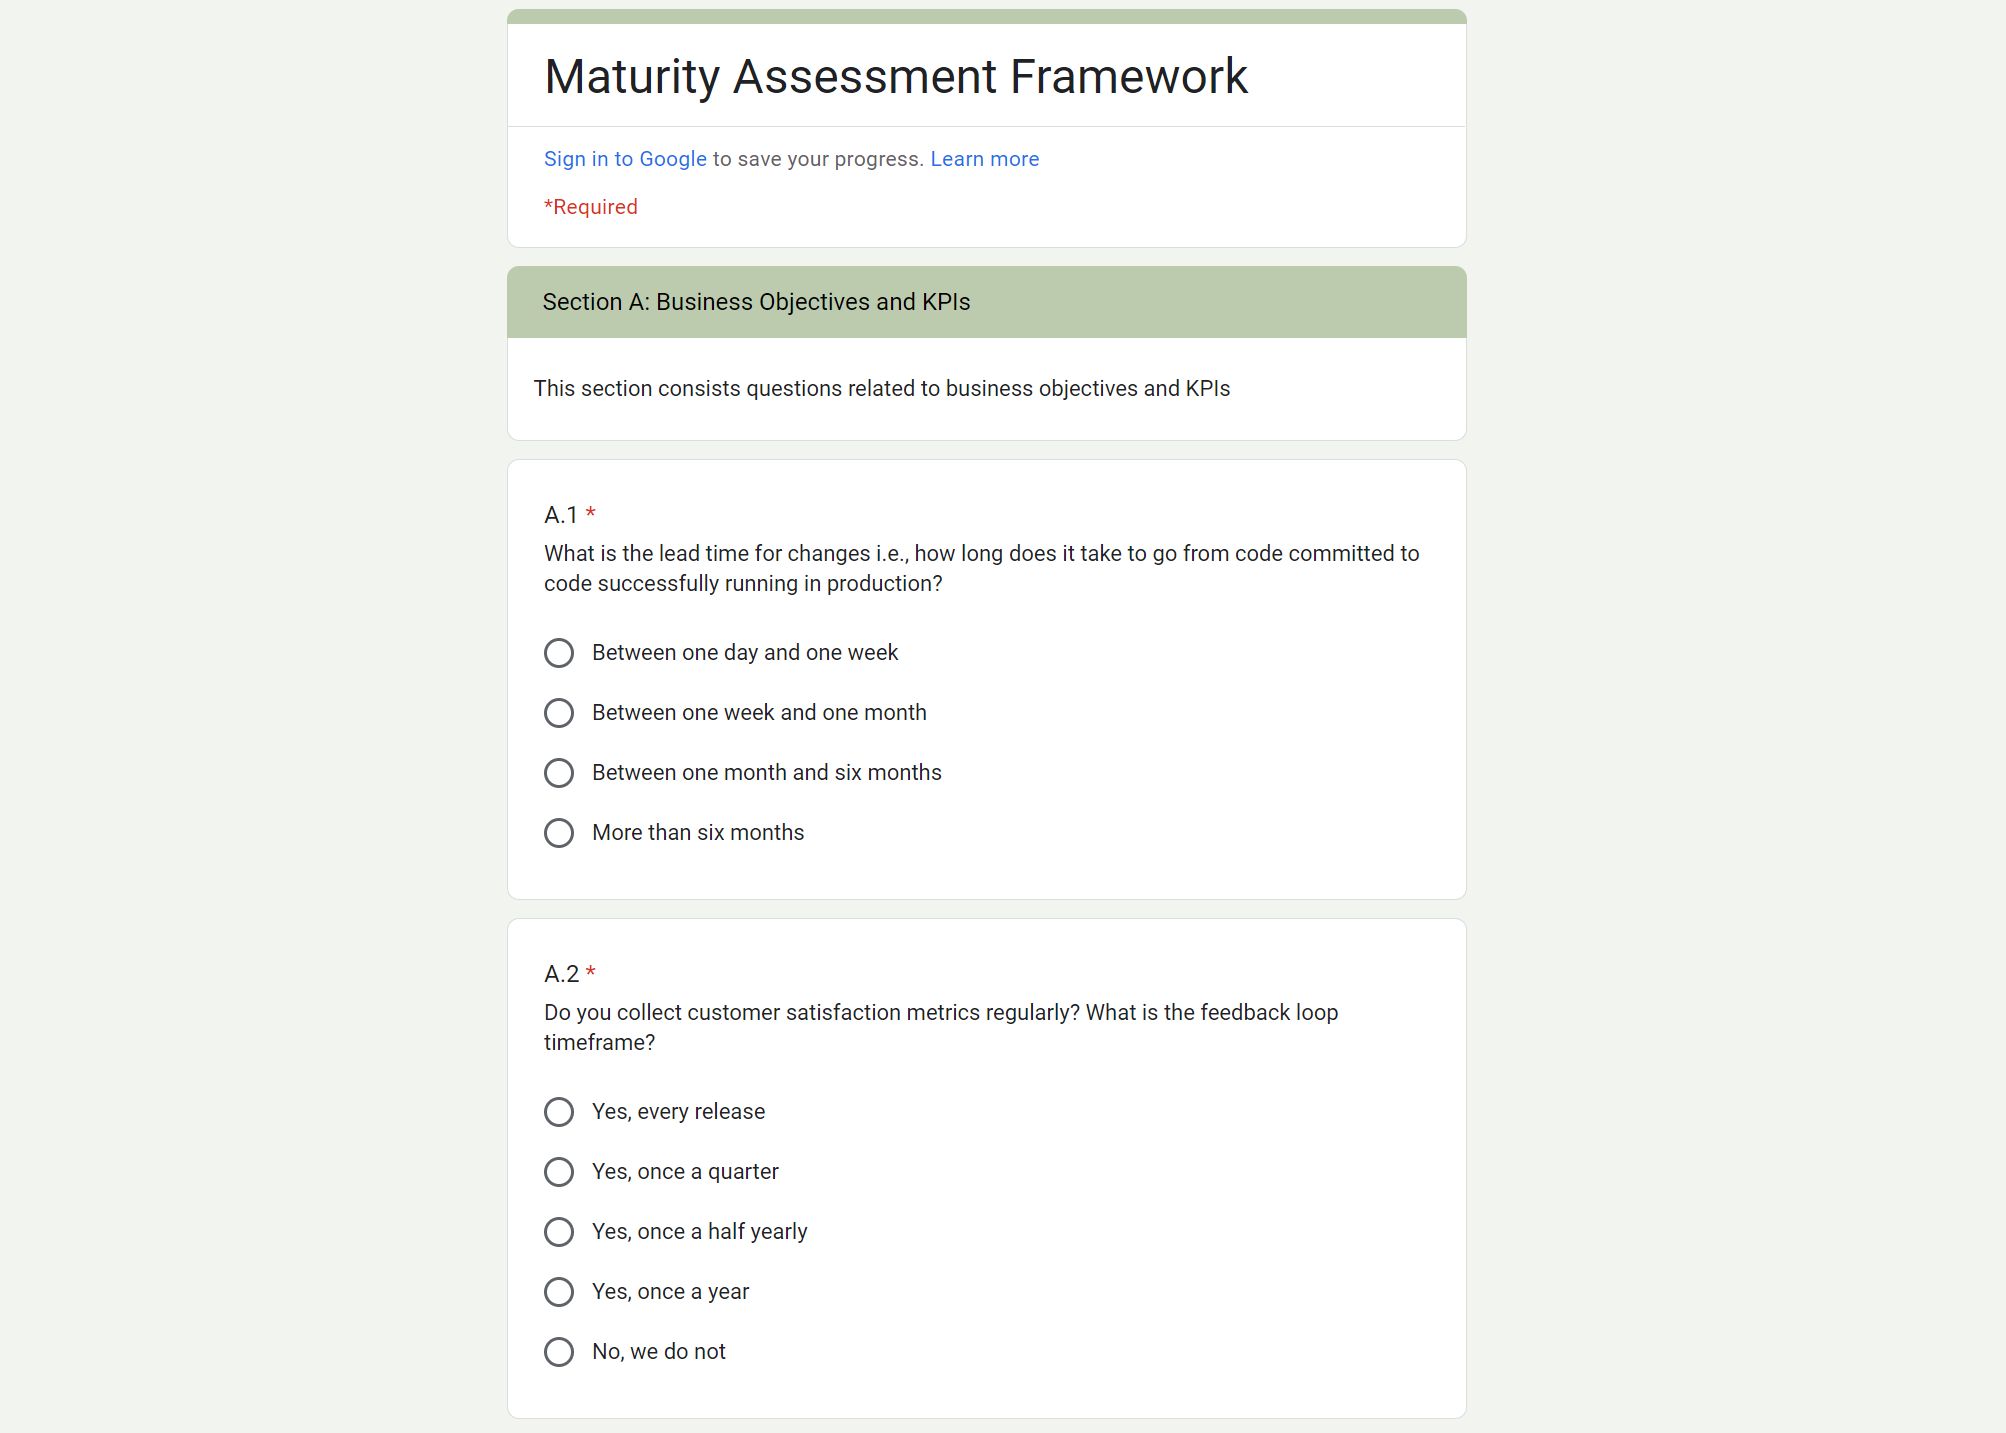 Maturity Assessment Framework
Sign in to Google to save your progress. Learn more
*Required
Section A: Business Objectives and KPIs
This section consists questions related to business objectives and KPIs
A.1 *
What is the lead time for changes i.e., how long does it take to go from code committed to
code successfully running in production?
Between one day and one week
Between one week and one month
Between one month and six months
More than six months
A.2 *
Do you collect customer satisfaction metrics regularly? What is the feedback loop
timeframe?
Yes, every release
Yes, once a quarter
Yes, once a half yearly
Yes, once a year
No, we do not